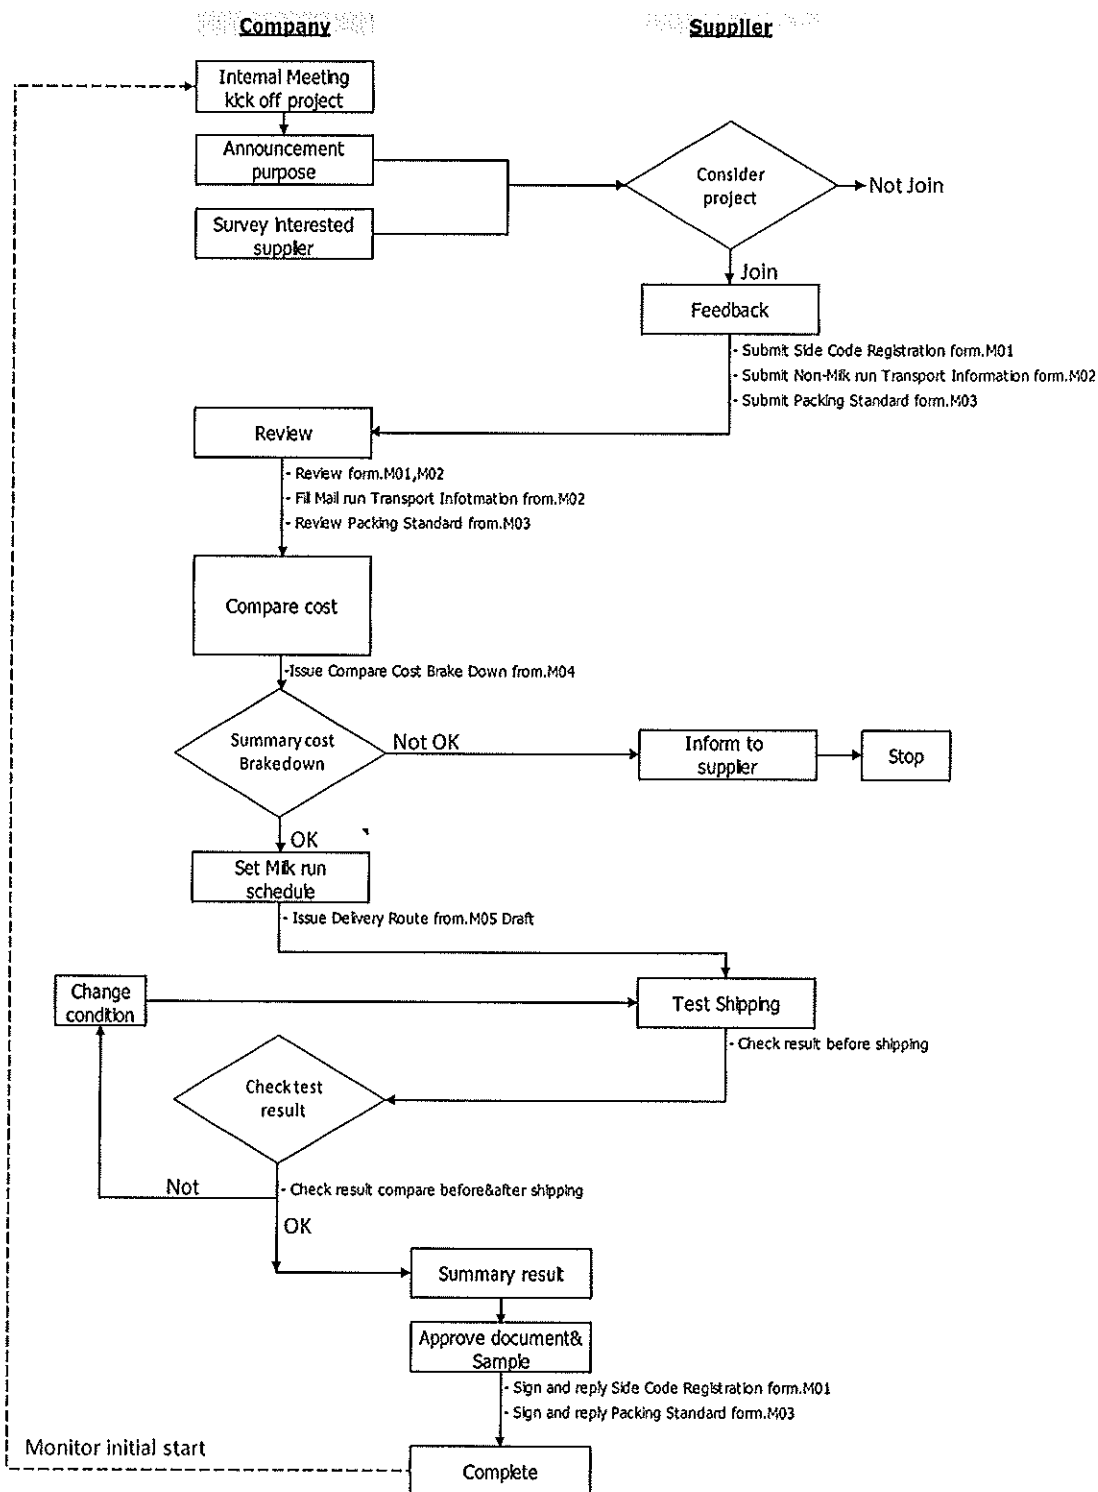 Company
Supplier
Internal Meeting
kick off project
Announcement
purpose
Survey interested
supplier
Consider
project
Not Join
Join
Feedback
- Submit Side Code Registration form.M01
- Submit Non-Milk run Transport Information form.M02
- Submit Packing Standard form.M03
Review
- Review form.M01,M02
- Fill Mail run Transport Infotmation from.M02
- Review Packing Standard from.M03
Compare cost
-Issue Compare Cost Brake Down from.M04
Summary cost
Brakedown
Not OK
Inform to
supplier
Stop
OK
Set Milk run
schedule
- Issue Delivery Route from.M05 Draft
Change
condition
Test Shipping
- Check result before shipping
Check test
result
Not
- Check result compare before&after shipping
OK
Summary result
Approve document&
Sample
- Sign and reply Side Code Registration form.M01
- Sign and reply Packing Standard form.M03
Monitor initial start
Complete